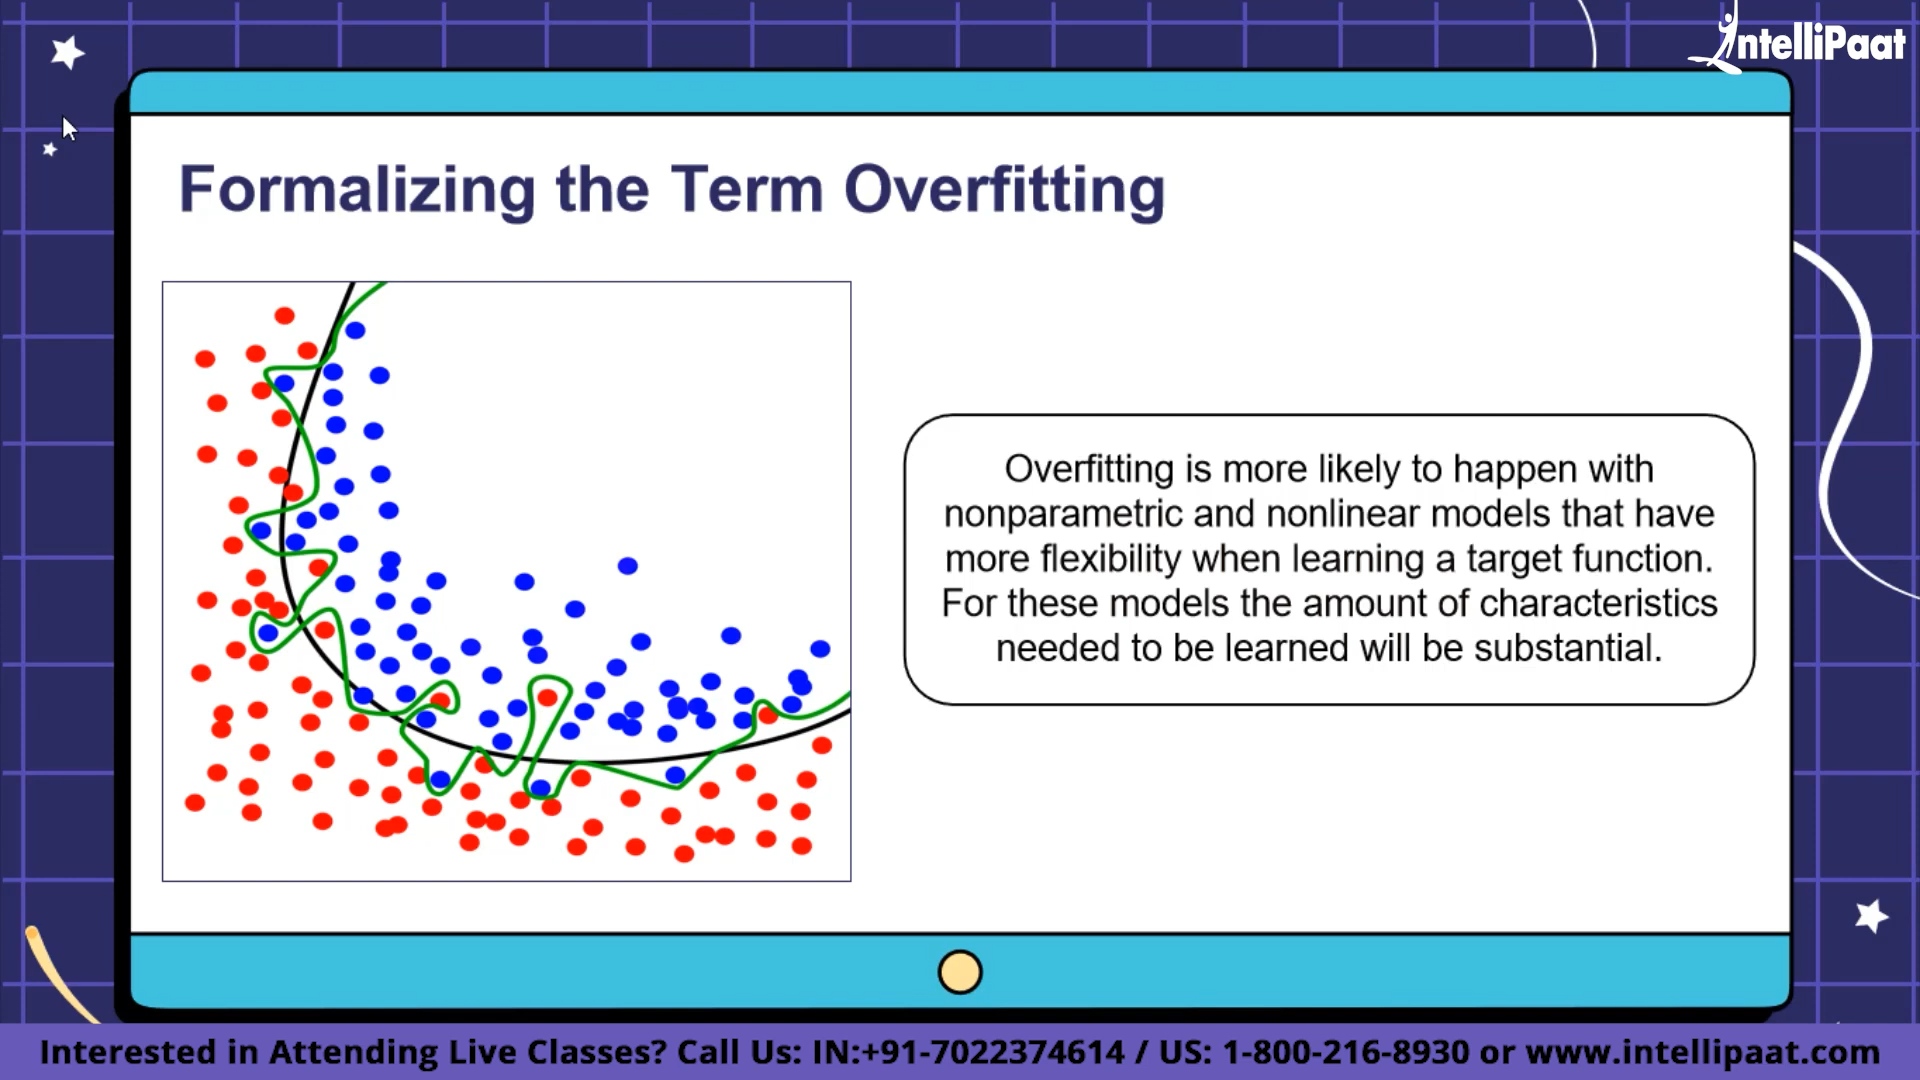 IntelliPaat
Formalizing the Term Overfitting
Overfitting is more likely to happen with
nonparametric and nonlinear models that have
more flexibility when learning a target function.
For these models the amount of characteristics
needed to be learned will be substantial.
Interested in Attending Live Classes? Call Us: IN:+91-7022374614 / US: 1-800-216-8930 or www.intellipaat.com